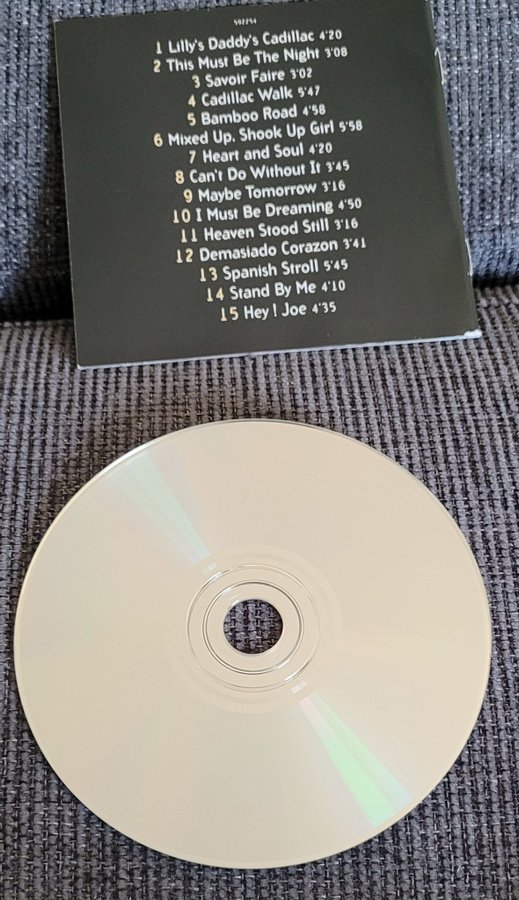 592254
1 Lilly's Daddy's Cadillac 4'20
2 This Must Be The Night 3'08
3 Savoir Faire 3'02
4 Cadillac Walk 5'47
5 Bamboo Road 4'58
6 Mixed Up, Shook Up Girl 5'58
7 Heart and Soul 4'20
8 Can't Do Without It 3'45
9 Maybe Tomorrow 3'16
10 I Must Be Dreaming 4'50
11 Heaven Stood Still 3'16
12 Demasiado Corazon 3'41
13 Spanish Stroll 5'45
14 Stand By Me 4'10
15 Hey ! Joe 4'35